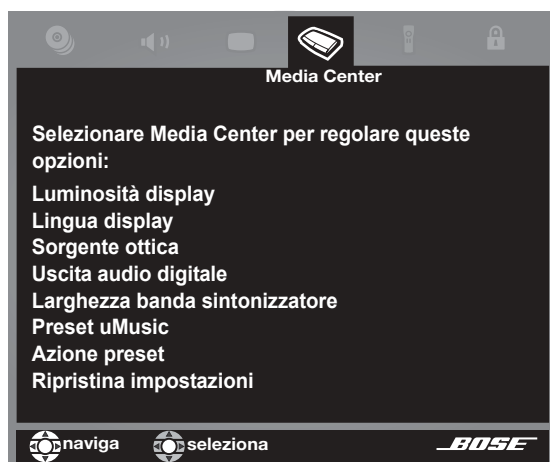 Media Center
Selezionare Media Center per regolare queste
opzioni:
Luminosità display
Lingua display
Sorgente ottica
Uscita audio digitale
Larghezza banda sintonizzatore
Preset uMusic
Azione preset
Ripristina impostazioni
naviga seleziona BOSE